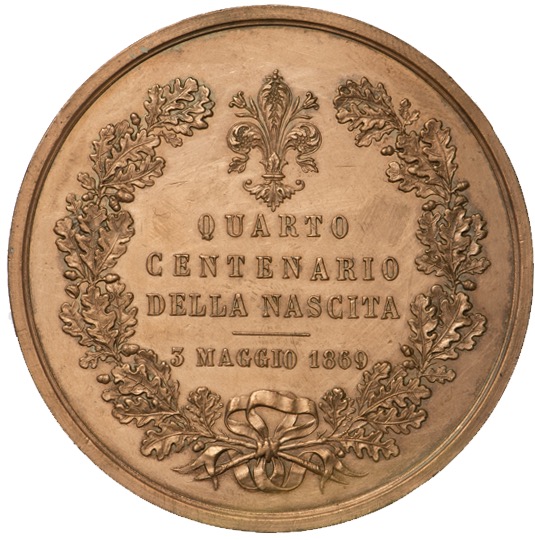 QUARTO
CENTENARIO
DELLA NASCITA
3 MAGGIO 1869